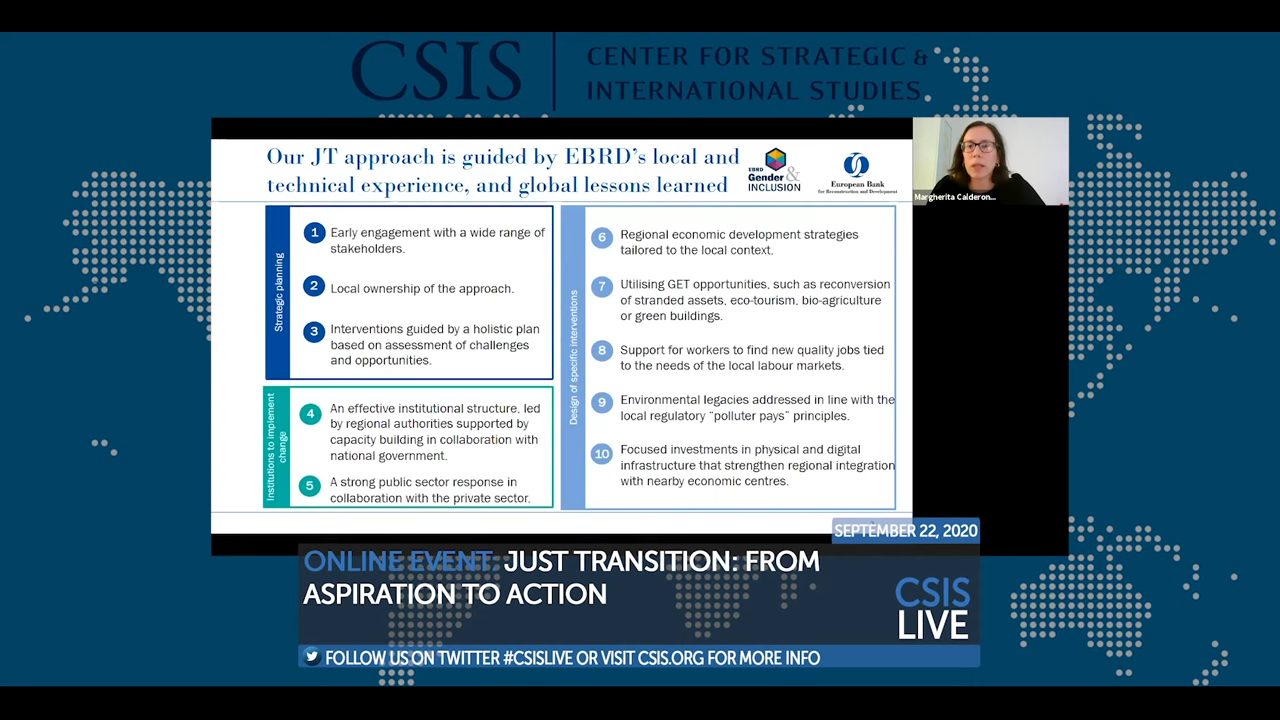 CSIS
CENTER FOR STRATEGIC &
INTERNATIONAL STUDIES
Our JT approach is guided by EBRD's local and
technical experience, and global lessons learned
EBRD
Gender &
INCLUSION
European Bank
for Reconstruction and Development
Margherita Calderon...
Strategic planning
1 Early engagement with a wide range of
stakeholders.
2 Local ownership of the approach.
3 Interventions guided by a holistic plan
based on assessment of challenges
and opportunities.
Institutions to implement
change
4 An effective institutional structure, led
by regional authorities supported by
capacity building in collaboration with
national government.
5 A strong public sector response in
collaboration with the private sector.
Design of specific interventions
6 Regional economic development strategies
tailored to the local context.
7 Utilising GET opportunities, such as reconversion
of stranded assets, eco-tourism, bio-agriculture
or green buildings.
8 Support for workers to find new quality jobs tied
to the needs of the local labour markets.
9 Environmental legacies addressed in line with the
local regulatory “polluter pays” principles.
10 Focused investments in physical and digital
infrastructure that strengthen regional integration
with nearby economic centres.
SEPTEMBER 22, 2020
ONLINE EVENT: JUST TRANSITION: FROM
ASPIRATION TO ACTION
CSIS
LIVE
FOLLOW US ON TWITTER #CSISLIVE OR VISIT CSIS.ORG FOR MORE INFO